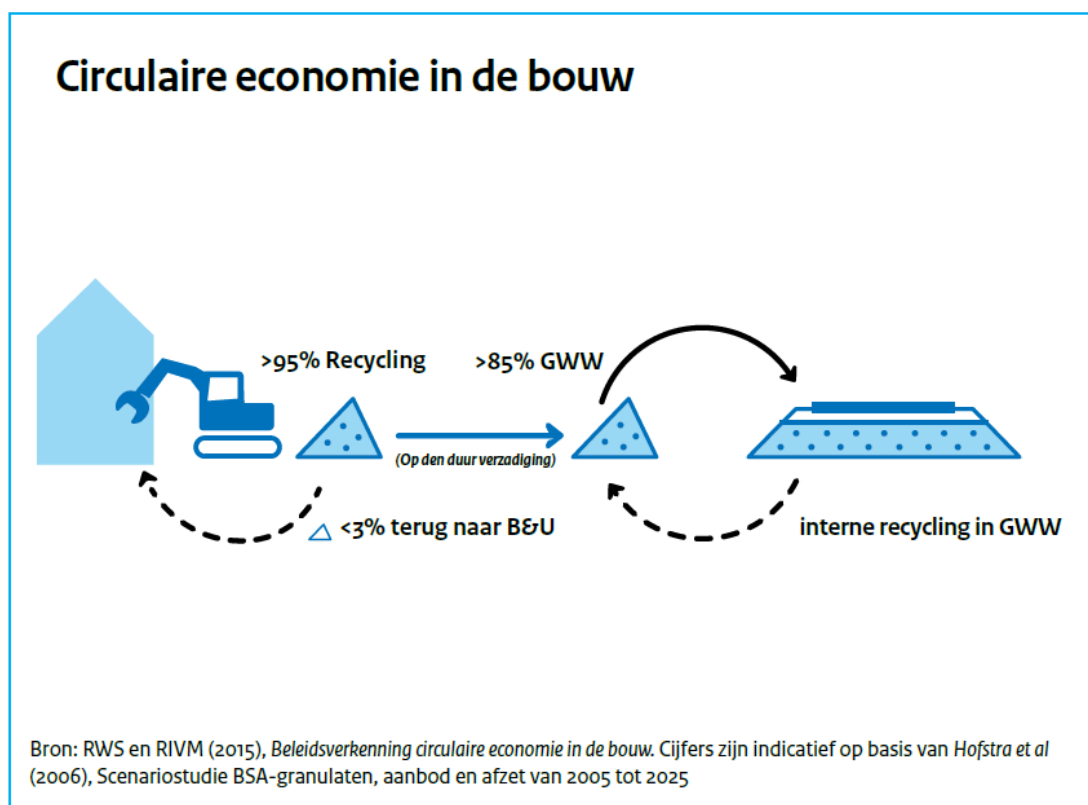 Circulaire economie in de bouw
>95% Recycling
>85% GWW
(Op den duur verzadiging)
<3% terug naar B&U
interne recycling in GWW
Bron: RWS en RIVM (2015), Beleidsverkenning circulaire economie in de bouw. Cijfers zijn indicatief op basis van Hofstra et al
(2006), Scenariostudie BSA-granulaten, aanbod en afzet van 2005 tot 2025